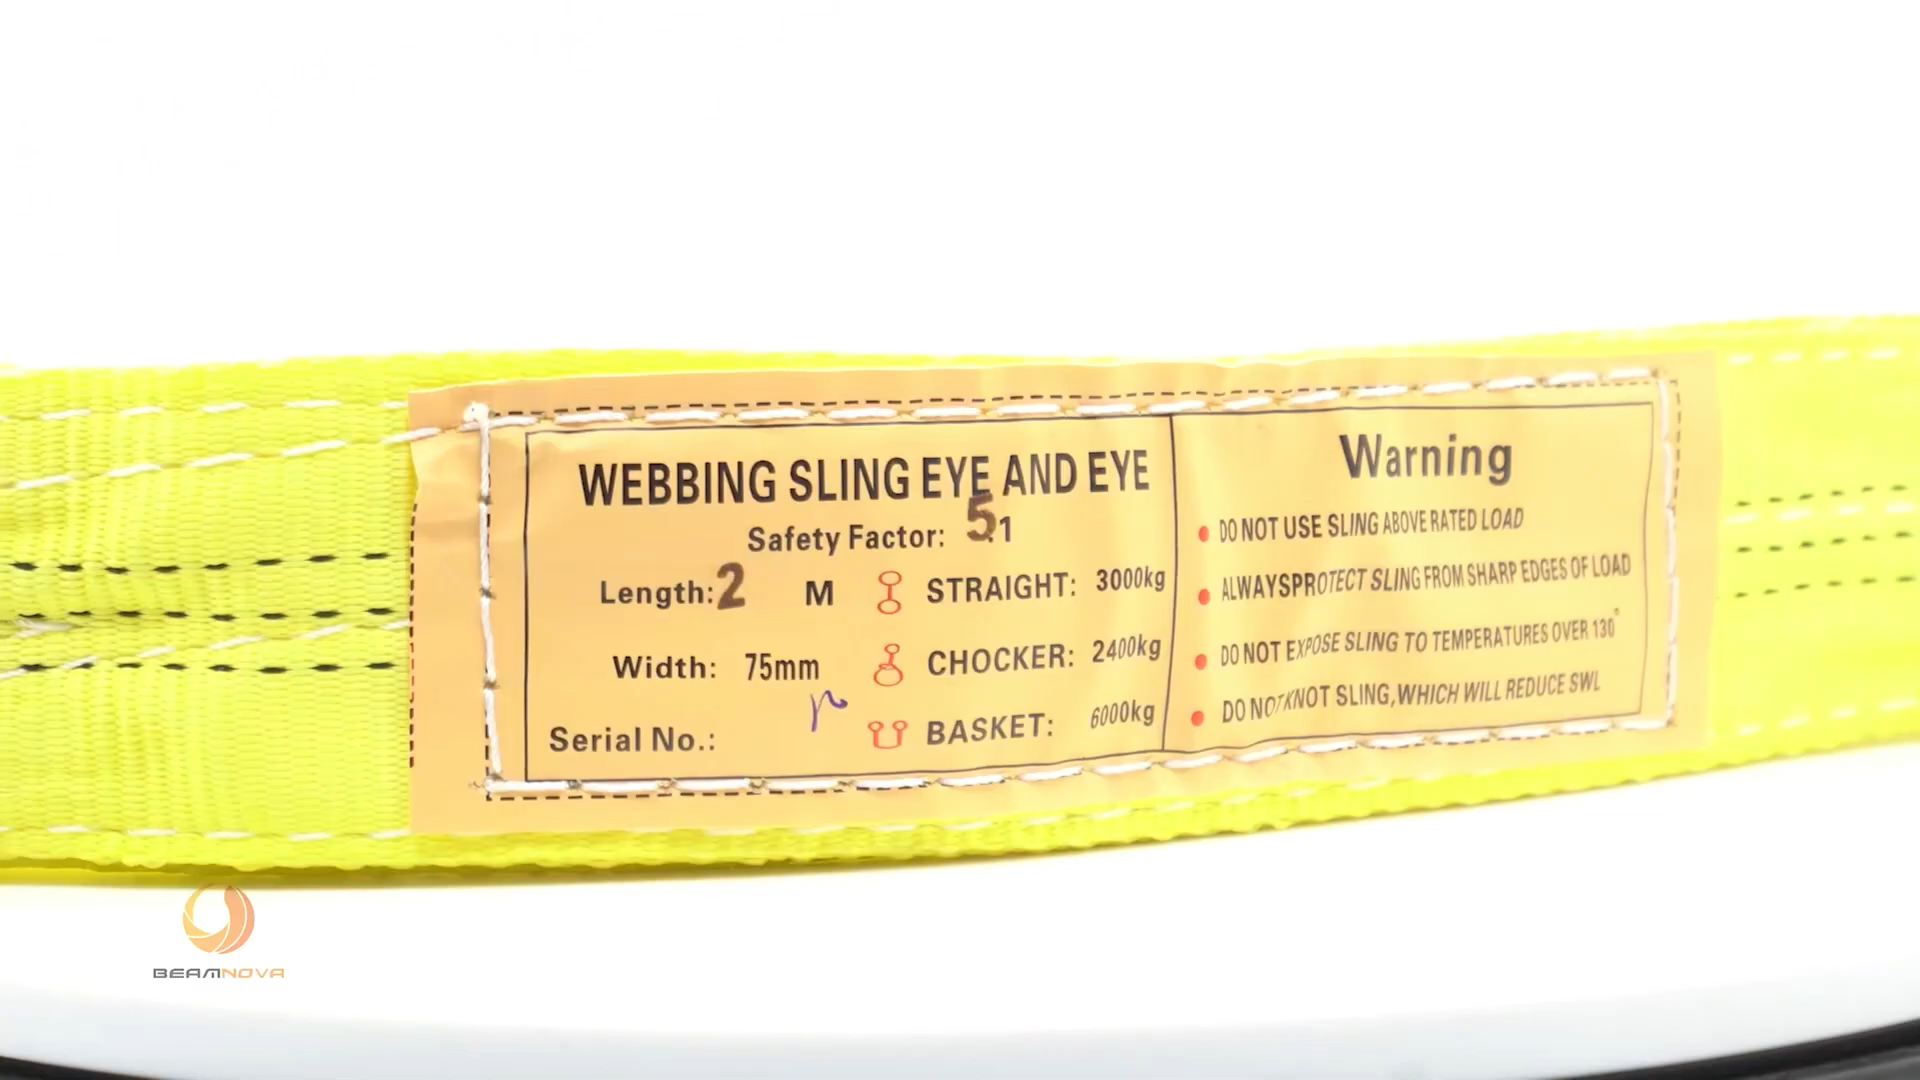 WEBBING SLING EYE AND EYE
Safety Factor: 5:1
Length: 2 M
STRAIGHT: 3000kg
Width: 75mm
CHOCKER: 2400kg
Serial No.:
BASKET: 6000kg
Warning
DO NOT USE SLING ABOVE RATED LOAD
ALWAYSPROTECT SLING FROM SHARP EDGES OF LOAD
DO NOT EXPOSE SLING TO TEMPERATURES OVER 130°
DO NOT KNOT SLING,WHICH WILL REDUCE SWL
BEAMNOVA